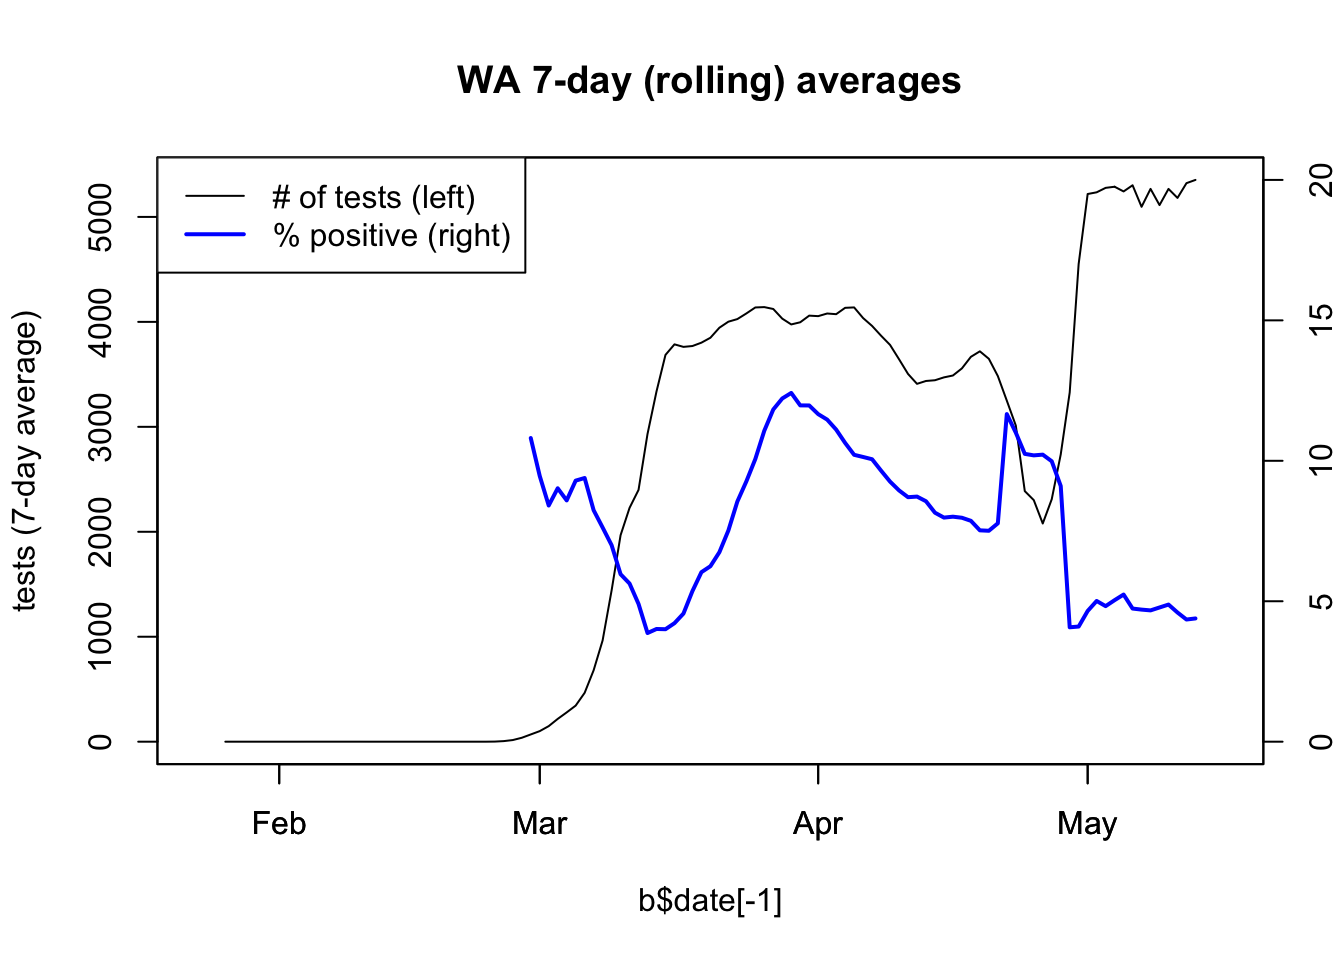 WA 7-day (rolling) averages
# of tests (left)
% positive (right)
tests (7-day average)
5000
4000
3000
2000
1000
0
20
15
10
5
0
Feb Mar Apr May
b$date[-1]